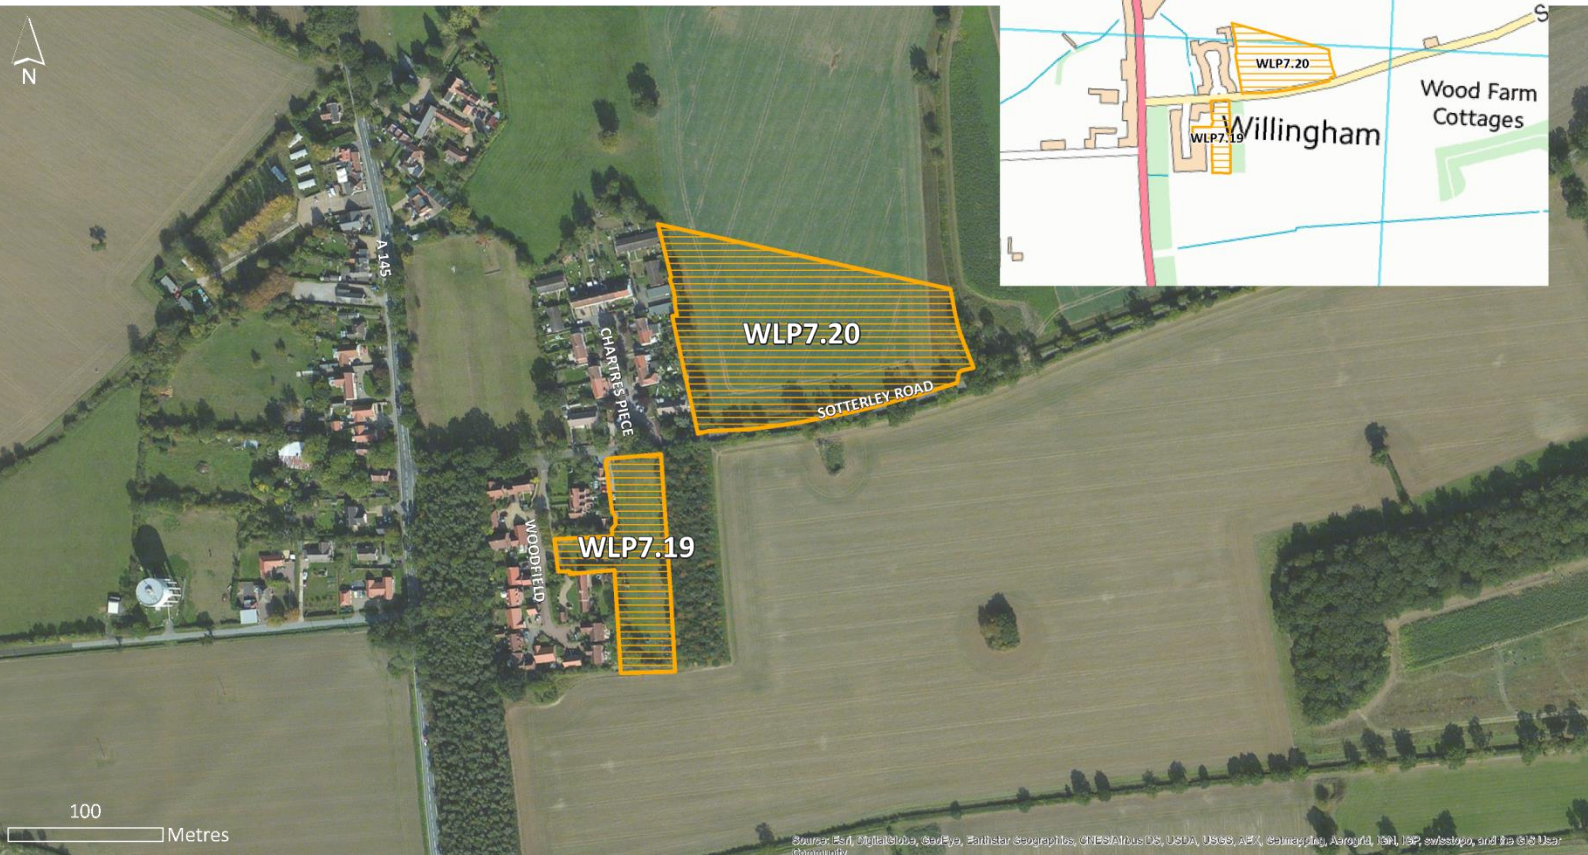 N
S
WLP7.20
Wood Farm
Cottages
Willingham
WLP7.19
A 145
WLP7.20
CHARTRES PIECE
SOTTERLEY ROAD
WLP7.19
WOODFIELD
100
Metres
Source: Esri, DigitalGlobe, GeoEye, Earthstar Geographics, CNES/Airbus DS, USDA, USGS, AEX, Getmapping, Aerogrid, IGN, IGP, swisstopo, and the GIS User
Community